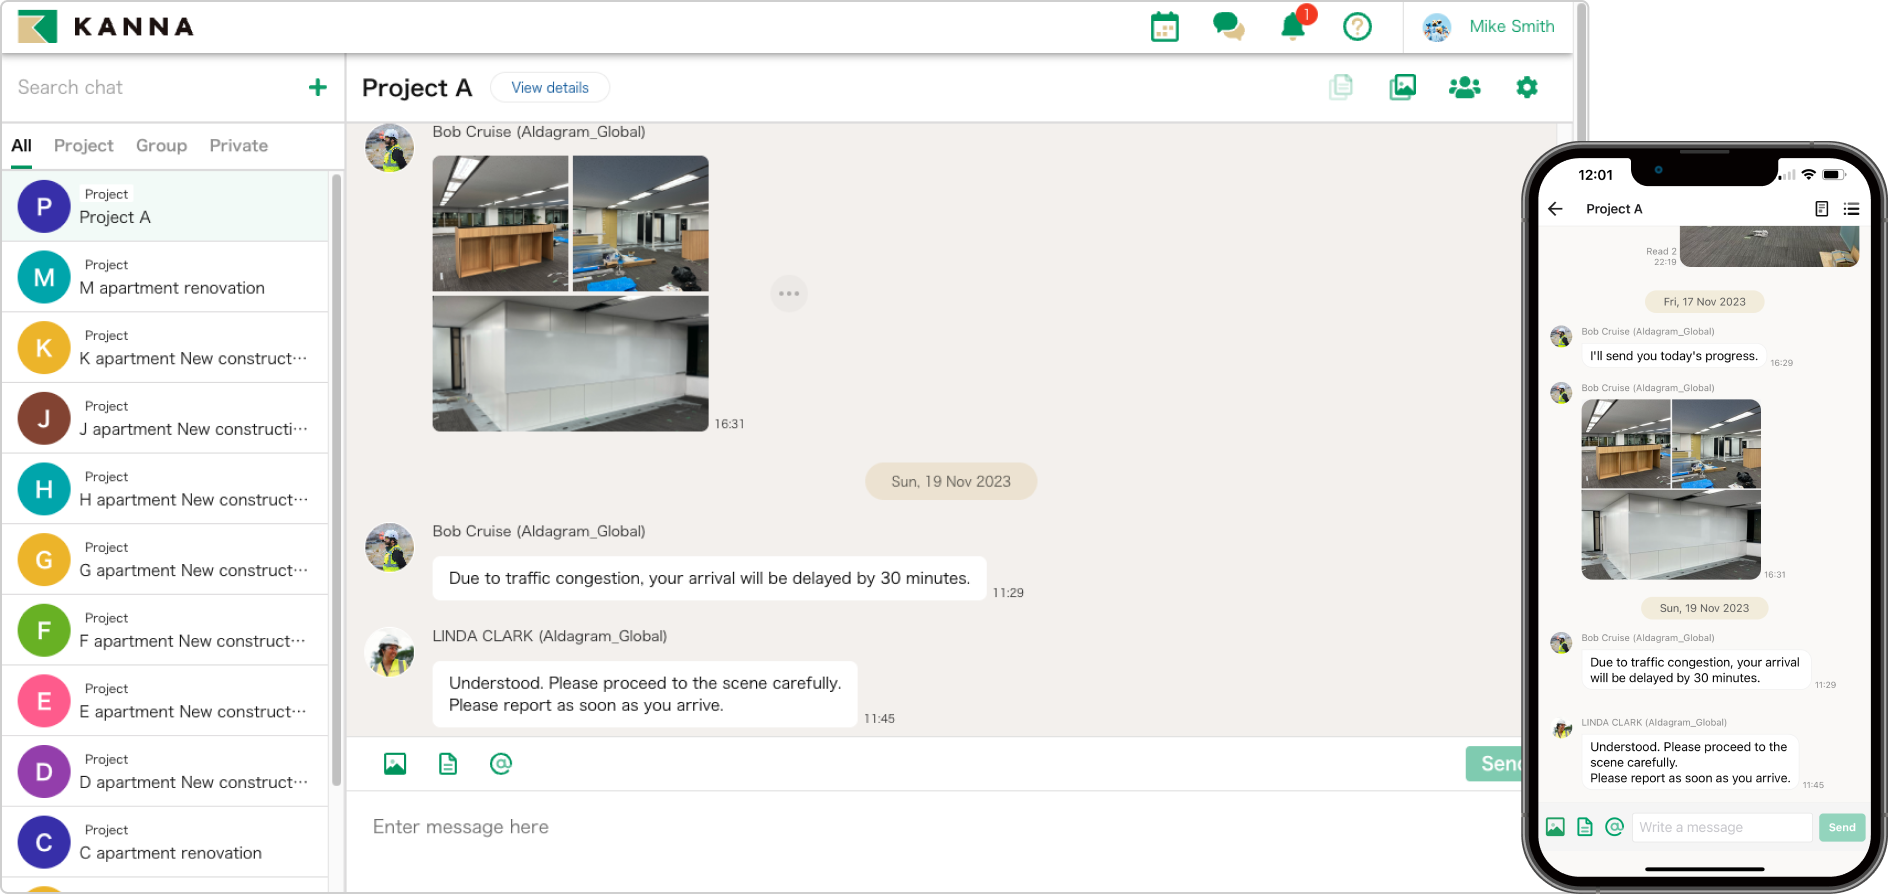 KANNA
1
Mike Smith
Search chat
All Project Group Private
Project
Project A
Project
M apartment renovation
Project
K apartment New construct···
Project
J apartment New constructi···
Project
H apartment New construct···
Project
G apartment New construct···
Project
F apartment New construct···
Project
E apartment New construct···
Project
D apartment New construct···
Project
C apartment renovation
Project A
View details
Bob Cruise (Aldagram_Global)
16:31
Sun, 19 Nov 2023
Bob Cruise (Aldagram_Global)
Due to traffic congestion, your arrival will be delayed by 30 minutes.
11:29
LINDA CLARK (Aldagram_Global)
Understood. Please proceed to the scene carefully.
Please report as soon as you arrive.
11:45
Send
Enter message here
12:01
Project A
Read 2
22:19
Fri, 17 Nov 2023
Bob Cruise (Aldagram_Global)
I'll send you today's progress.
16:29
Bob Cruise (Aldagram_Global)
16:31
Sun, 19 Nov 2023
Bob Cruise (Aldagram_Global)
Due to traffic congestion, your arrival
will be delayed by 30 minutes.
11:29
LINDA CLARK (Aldagram_Global)
Understood. Please proceed to the
scene carefully.
Please report as soon as you arrive.
11:45
Write a message
Send